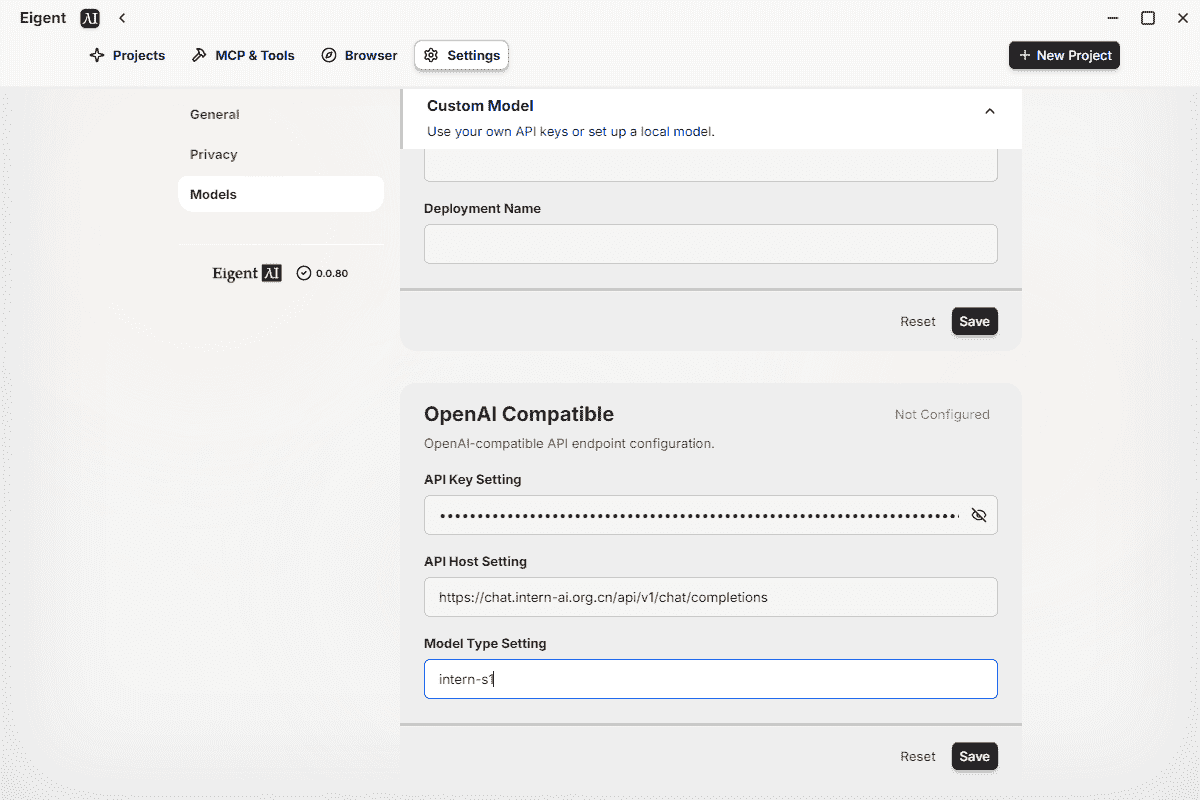 Eigent AI
Projects
MCP & Tools
Browser
Settings
+ New Project
General
Privacy
Models
Eigent AI
0.0.80
Custom Model
Use your own API keys or set up a local model.
Deployment Name
Reset
Save
OpenAI Compatible
Not Configured
OpenAI-compatible API endpoint configuration.
API Key Setting
API Host Setting
https://chat.intern-ai.org.cn/api/v1/chat/completions
Model Type Setting
intern-s1
Reset
Save